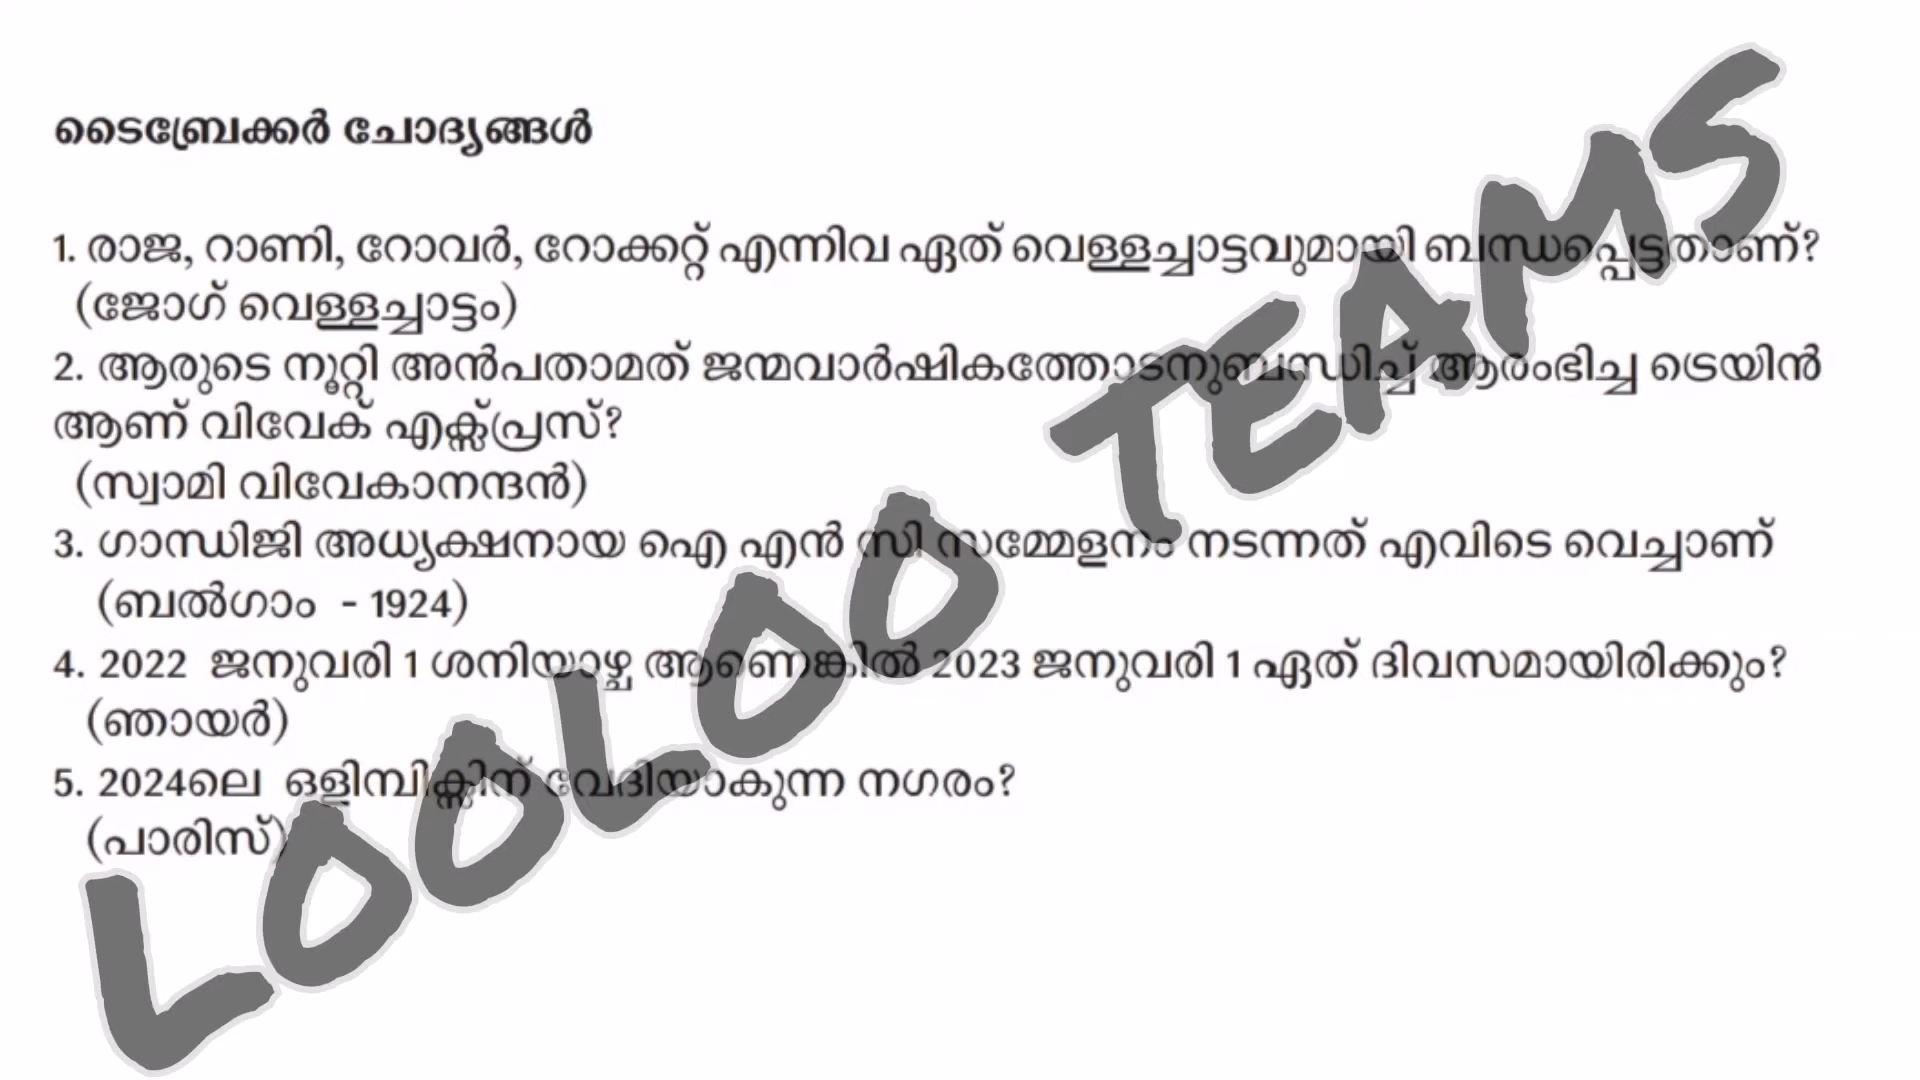 ടൈബ്രേക്കർ ചോദ്യങ്ങൾ
1. രാജ, റാണി, റോവർ, റോക്കറ്റ് എന്നിവ ഏത് വെള്ളച്ചാട്ടവുമായി ബന്ധപ്പെട്ടതാണ്?
(ജോഗ് വെള്ളച്ചാട്ടം)
2. ആരുടെ നൂറ്റി അൻപതാമത് ജന്മവാർഷികത്തോടനുബന്ധിച്ച് ആരംഭിച്ച ട്രെയിൻ
ആണ് വിവേക് എക്സ്പ്രസ്?
(സ്വാമി വിവേകാനന്ദൻ)
3. ഗാന്ധിജി അധ്യക്ഷനായ ഐ എൻ സി സമ്മേളനം നടന്നത് എവിടെ വെച്ചാണ്
(ബൽഗാം - 1924)
4. 2022 ജനുവരി 1 ശനിയാഴ്ച ആണെങ്കിൽ 2023 ജനുവരി 1 ഏത് ദിവസമായിരിക്കും?
(ഞായർ)
5. 2024ലെ ഒളിമ്പിക്സിന് വേദിയാകുന്ന നഗരം?
(പാരിസ്)
LOOLOO TEAMS